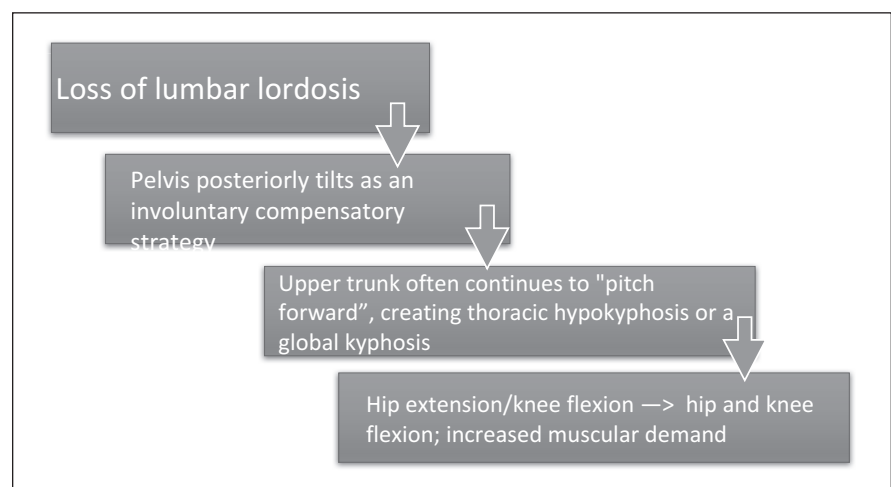 Loss of lumbar lordosis
Pelvis posteriorly tilts as an
involuntary compensatory
strategy
Upper trunk often continues to "pitch
forward”, creating thoracic hypokyphosis or a
global kyphosis
Hip extension/knee flexion —> hip and knee
flexion; increased muscular demand